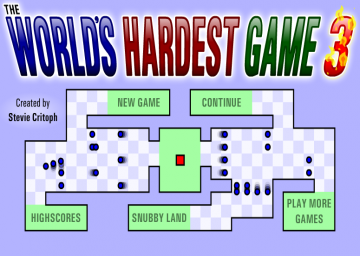 THE
WORLD'S HARDEST GAME 3
Created by
Stevie Critoph
NEW GAME
CONTINUE
HIGHSCORES
SNUBBY LAND
PLAY MORE
GAMES